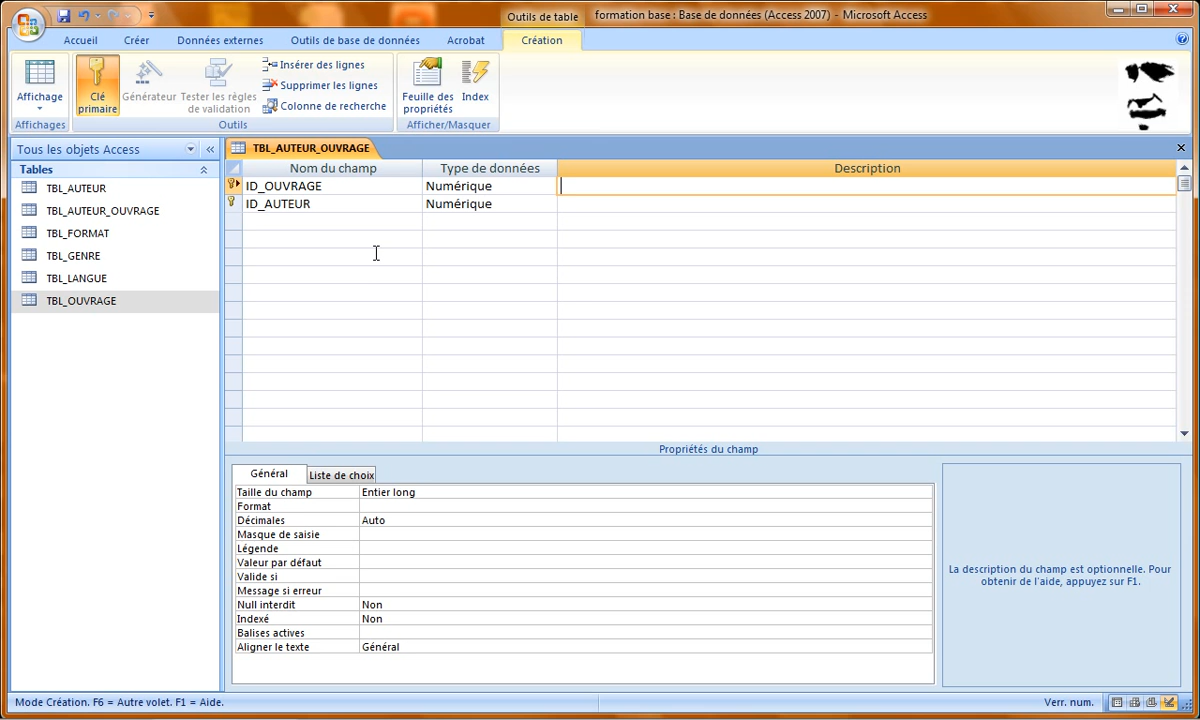 Outils de table
formation base : Base de données (Access 2007) - Microsoft Access
Accueil
Créer
Données externes
Outils de base de données
Acrobat
Création
Affichage
Clé
primaire
Générateur
Tester les règles
de validation
Insérer des lignes
Supprimer les lignes
Colonne de recherche
Feuille des
propriétés
Index
Affichages
Outils
Afficher/Masquer
Tous les objets Access
Tables
TBL_AUTEUR
TBL_AUTEUR_OUVRAGE
TBL_FORMAT
TBL_GENRE
TBL_LANGUE
TBL_OUVRAGE
TBL_AUTEUR_OUVRAGE
Nom du champ Type de données Description
ID_OUVRAGE Numérique
ID_AUTEUR Numérique
Propriétés du champ
Général Liste de choix
Taille du champ Entier long
Format
Décimales Auto
Masque de saisie
Légende
Valeur par défaut
Valide si
Message si erreur
Null interdit Non
Indexé Non
Balises actives
Aligner le texte Général
La description du champ est optionnelle. Pour
obtenir de l'aide, appuyez sur F1.
Mode Création. F6 = Autre volet. F1 = Aide.
Verr. num.